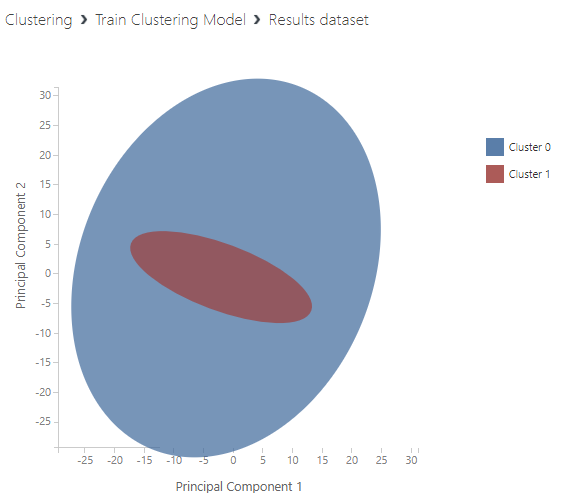 Clustering › Train Clustering Model › Results dataset
30
25
20
15
10
5
0
-5
-10
-15
-20
-25
Principal Component 2
-25 -20 -15 -10 -5 0 5 10 15 20 25 30
Principal Component 1
Cluster 0
Cluster 1